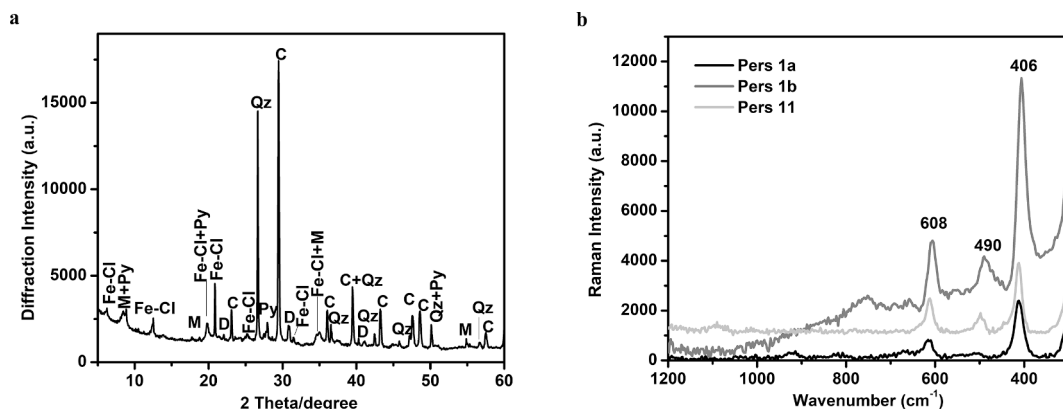 a
Diffraction Intensity (a.u.)
15000
10000
5000
0
5
10
20
30
40
50
60
2 Theta/degree
Fe-Cl
M+Py
Fe-Cl
M
Fe-Cl+Py
Fe-Cl
D
C
Fe-Cl
Qz
Py
C
D
Fe-Cl
Fe-Cl+M
C
Qz
C+Qz
D
Qz
C
Qz
C
C
Qz+Py
M
Qz
C
b
Raman Intensity (a.u.)
12000
10000
8000
6000
4000
2000
0
1200
1000
800
600
400
Wavenumber (cm-1)
Pers 1a
Pers 1b
Pers 11
608
490
406